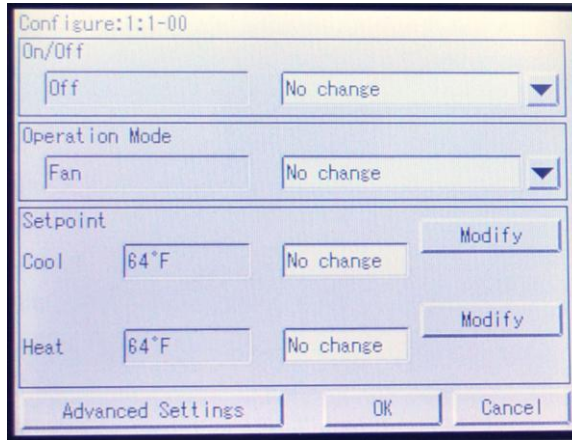 Configure:1:1-00
On/Off
Off No change
Operation Mode
Fan No change
Setpoint
Modify
Cool 64°F No change
Modify
Heat 64°F No change
Advanced Settings OK Cancel